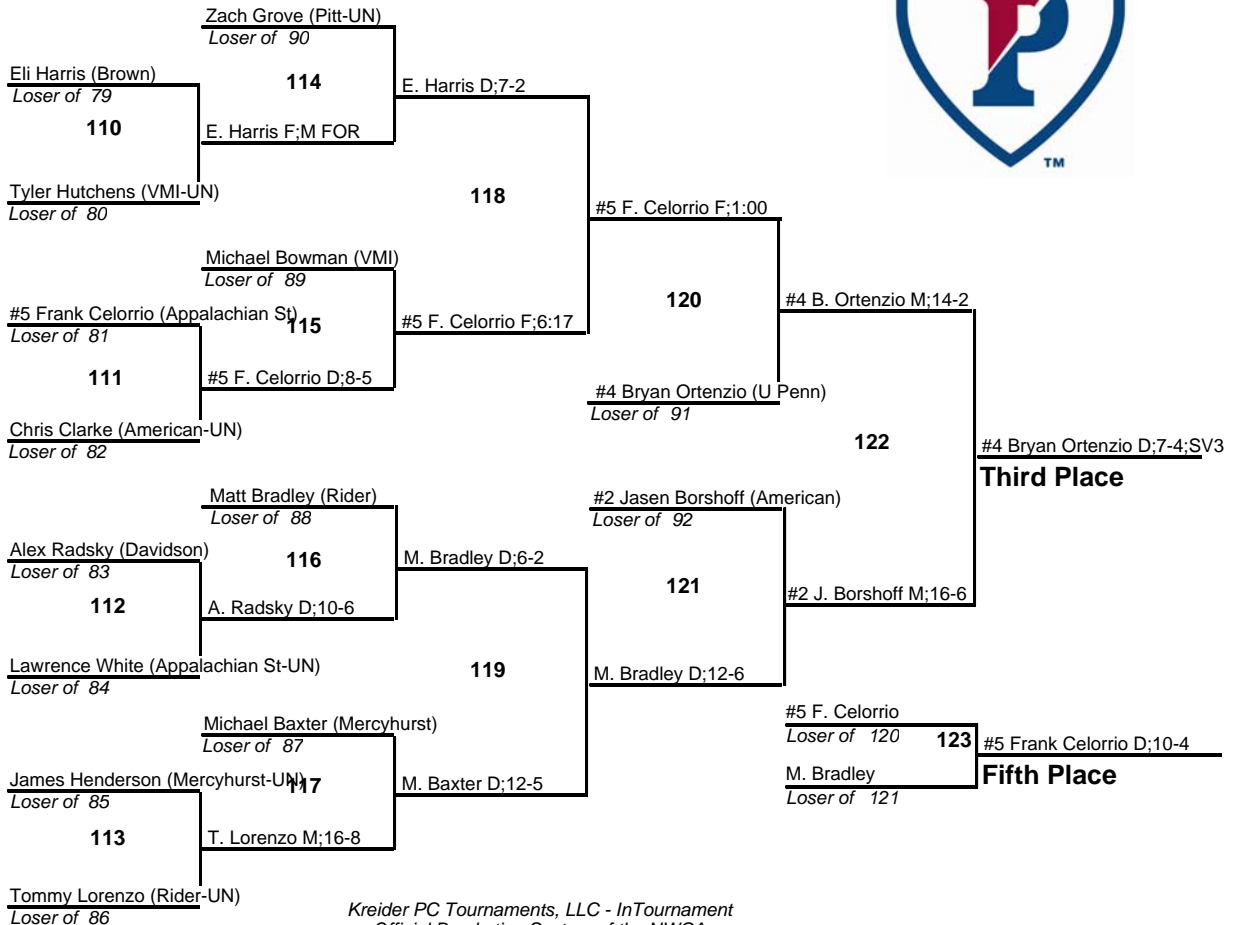 Zach Grove (Pitt-UN)
Loser of 90
Eli Harris (Brown)
Loser of 79
114
E. Harris D;7-2
110
E. Harris F;M FOR
Tyler Hutchens (VMI-UN)
Loser of 80
118
#5 F. Celorrio F;1:00
Michael Bowman (VMI)
Loser of 89
#5 Frank Celorrio (Appalachian St)
Loser of 81
115
#5 F. Celorrio F;6:17
120
#4 B. Ortenzio M;14-2
111
#5 F. Celorrio D;8-5
#4 Bryan Ortenzio (U Penn)
Loser of 91
Chris Clarke (American-UN)
Loser of 82
122
#4 Bryan Ortenzio D;7-4;SV3
Third Place
Matt Bradley (Rider)
Loser of 88
#2 Jasen Borshoff (American)
Loser of 92
Alex Radsky (Davidson)
Loser of 83
116
M. Bradley D;6-2
121
112
A. Radsky D;10-6
#2 J. Borshoff M;16-6
Lawrence White (Appalachian St-UN)
Loser of 84
119
M. Bradley D;12-6
Michael Baxter (Mercyhurst)
Loser of 87
#5 F. Celorrio
Loser of 120
123
#5 Frank Celorrio D;10-4
Fifth Place
James Henderson (Mercyhurst-UN)
Loser of 85
117
M. Baxter D;12-5
M. Bradley
Loser of 121
113
T. Lorenzo M;16-8
Tommy Lorenzo (Rider-UN)
Loser of 86
Kreider PC Tournaments, LLC - InTournament
P
TM